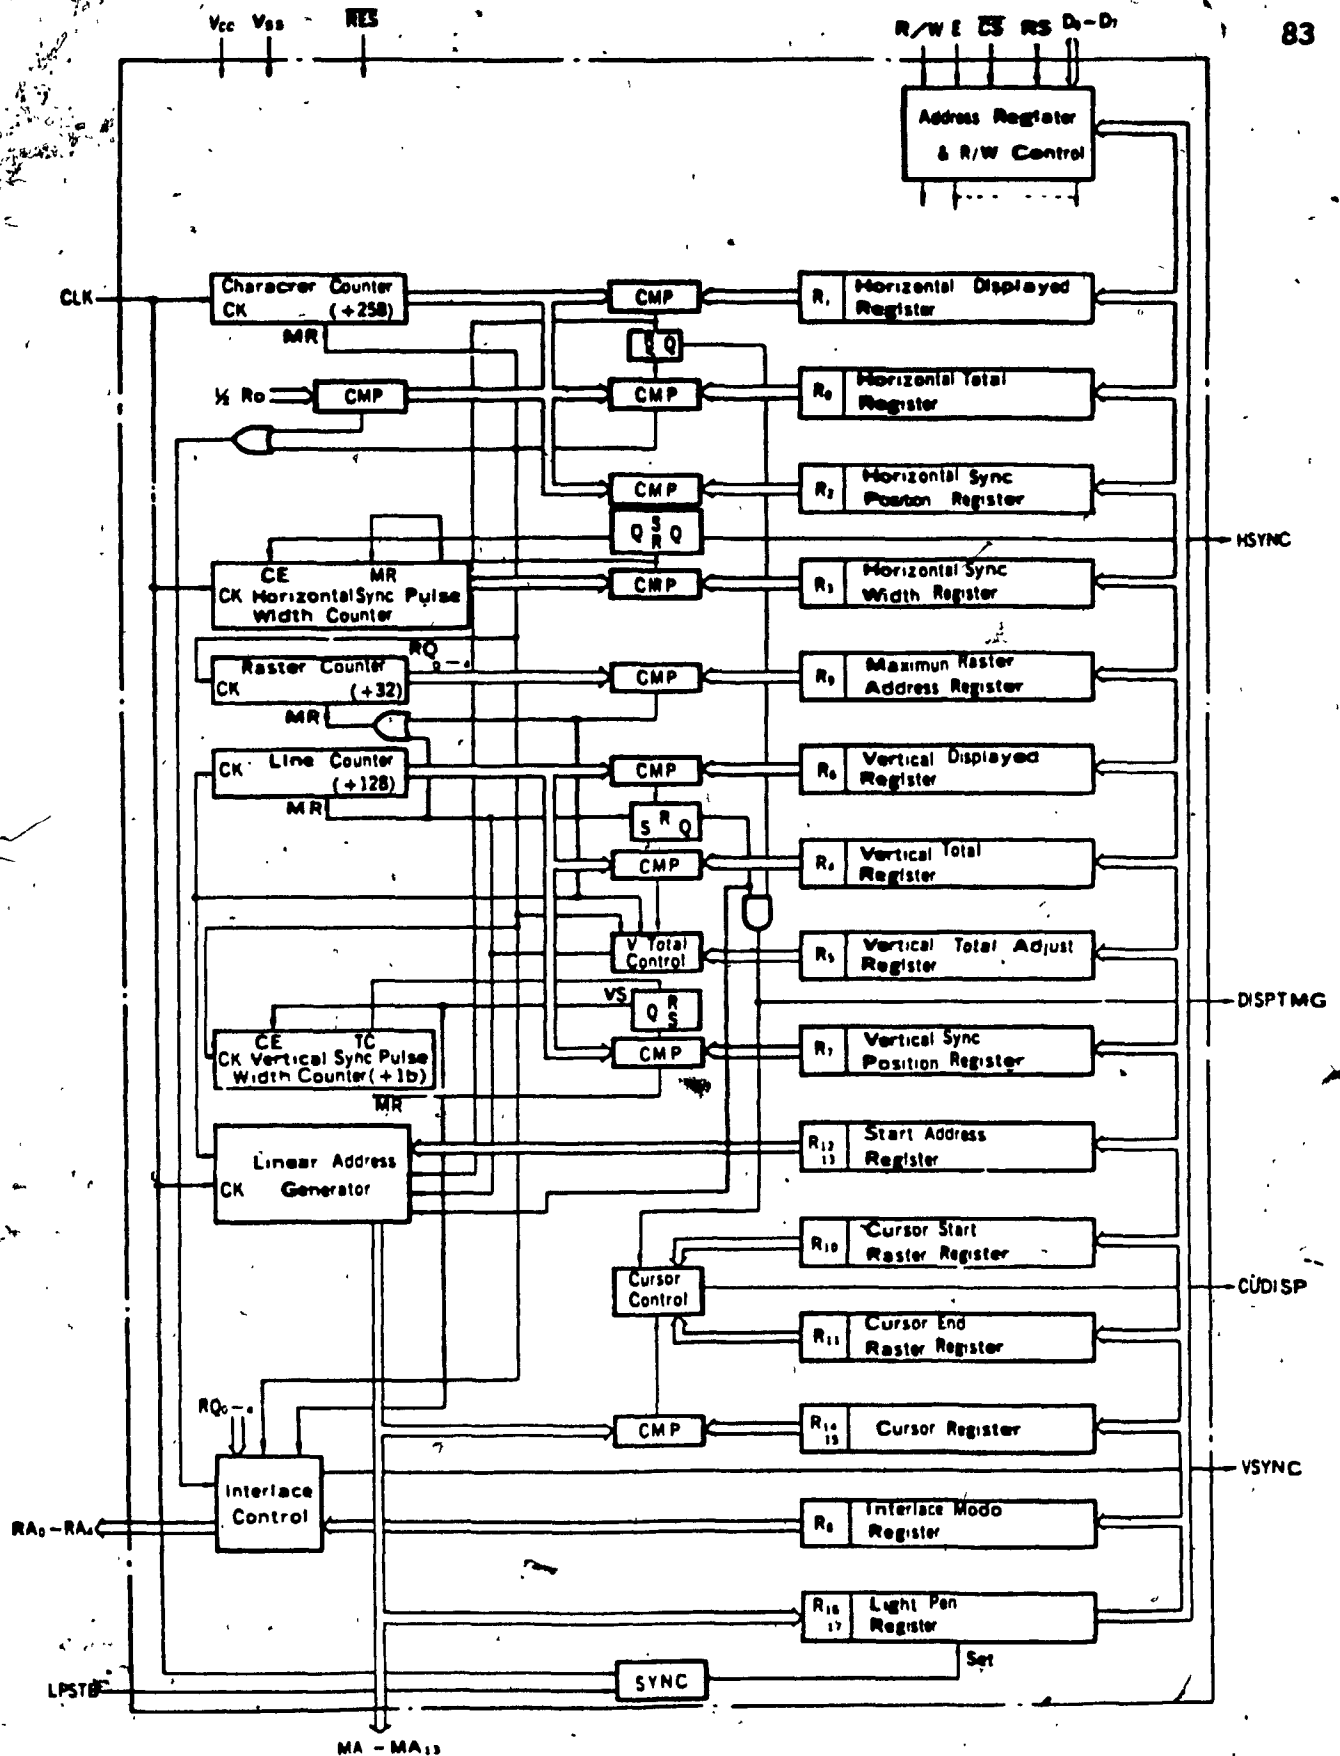 83
Vcc Vss RES
R/W E CS RS D₀-D₇
Address Register
& R/W Control
CLK
Character Counter
CK (÷256)
MR
CMP
R₁ Horizontal Displayed
Register
Q
½ Ro
CMP
CMP
R₀ Horizontal Total
Register
CMP
R₂ Horizontal Sync
Position Register
Q S R Q
HSYNC
CE MR
CK Horizontal Sync Pulse
Width Counter
CMP
R₃ Horizontal Sync
Width Register
RQ₀₋₄
Raster Counter
CK (÷32)
MR
CMP
R₉ Maximun Raster
Address Register
Line Counter
CK (÷128)
MR
CMP
R₆ Vertical Displayed
Register
S R Q
CMP
R₄ Vertical Total
Register
V Total
Control
R₅ Vertical Total Adjust
Register
VS
Q R S
DISPTMG
CE TC
CK Vertical Sync Pulse
Width Counter (÷16)
MR
CMP
R₇ Vertical Sync
Position Register
Linear Address
CK Generator
R₁₂ ₁₃ Start Address
Register
R₁₀ Cursor Start
Raster Register
Cursor
Control
CUDISP
R₁₁ Cursor End
Raster Register
RQ₀₋₄
CMP
R₁₄ ₁₅ Cursor Register
VSYNC
Interlace
Control
RA₀-RA₄
R₈ Interlace Mode
Register
R₁₆ ₁₇ Light Pen
Register
Set
LPSTB
SYNC
MA - MA₁₃